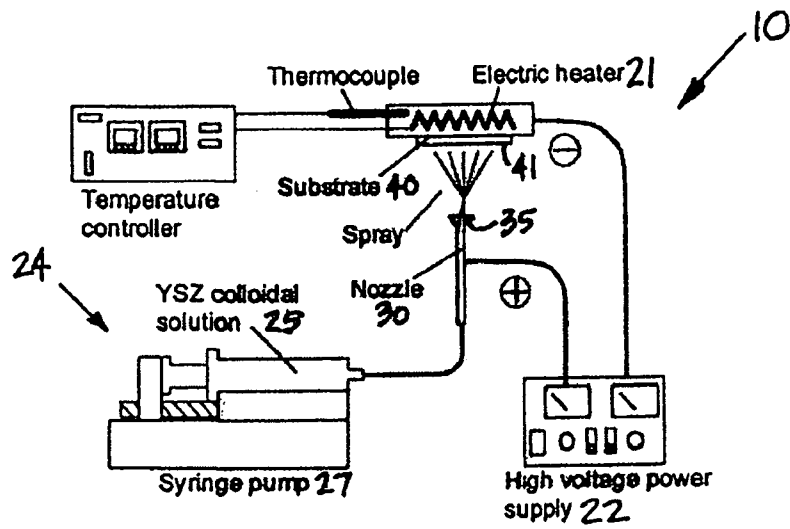 10
Thermocouple
Electric heater 21
41
⊖
Substrate 40
Temperature
controller
Spray
35
24
YSZ colloidal
solution 25
Nozzle
30
⊕
Syringe pump 27
High voltage power
supply 22